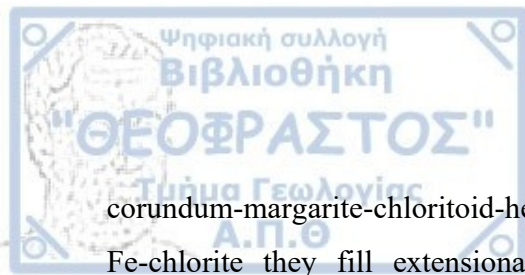 Ψηφιακή συλλογή
Βιβλιοθήκη
"ΘΕΟΦΡΑΣΤΟΣ"
Τμήμα Γεωλογίας
Α.Π.Θ
corundum-margarite-chloritoid-he
Fe-chlorite they fill extensiona